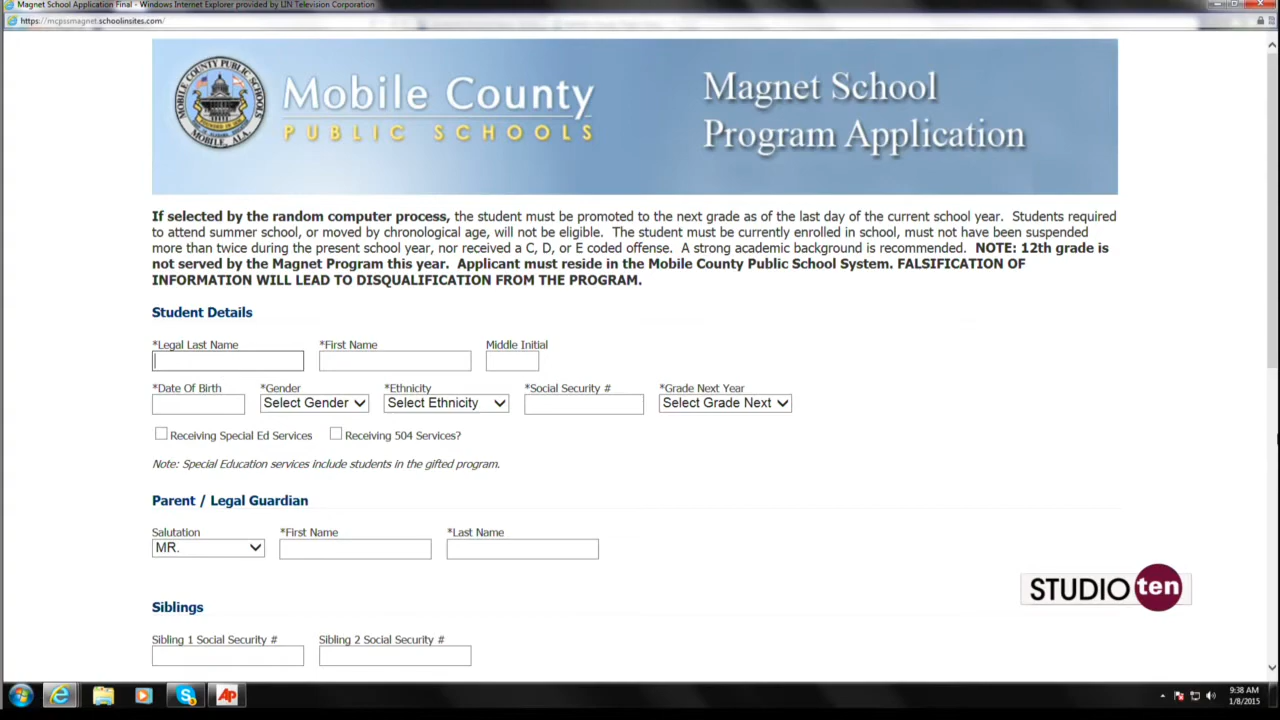 Magnet School Application Final - Windows Internet Explorer provided by LIN Television Corporation
https://mcpssmagnet.schoolinsites.com/
MOBILE COUNTY PUBLIC SCHOOLS
MOBILE, ALA.
Mobile County
PUBLIC SCHOOLS
Magnet School
Program Application
If selected by the random computer process, the student must be promoted to the next grade as of the last day of the current school year. Students required
to attend summer school, or moved by chronological age, will not be eligible. The student must be currently enrolled in school, must not have been suspended
more than twice during the present school year, nor received a C, D, or E coded offense. A strong academic background is recommended. NOTE: 12th grade is
not served by the Magnet Program this year. Applicant must reside in the Mobile County Public School System. FALSIFICATION OF
INFORMATION WILL LEAD TO DISQUALIFICATION FROM THE PROGRAM.
Student Details
*Legal Last Name *First Name Middle Initial
*Date Of Birth *Gender *Ethnicity *Social Security # *Grade Next Year
Select Gender Select Ethnicity Select Grade Next
Receiving Special Ed Services Receiving 504 Services?
Note: Special Education services include students in the gifted program.
Parent / Legal Guardian
Salutation *First Name *Last Name
MR.
STUDIO ten
Siblings
Sibling 1 Social Security # Sibling 2 Social Security #
AP
9:38 AM
1/8/2015